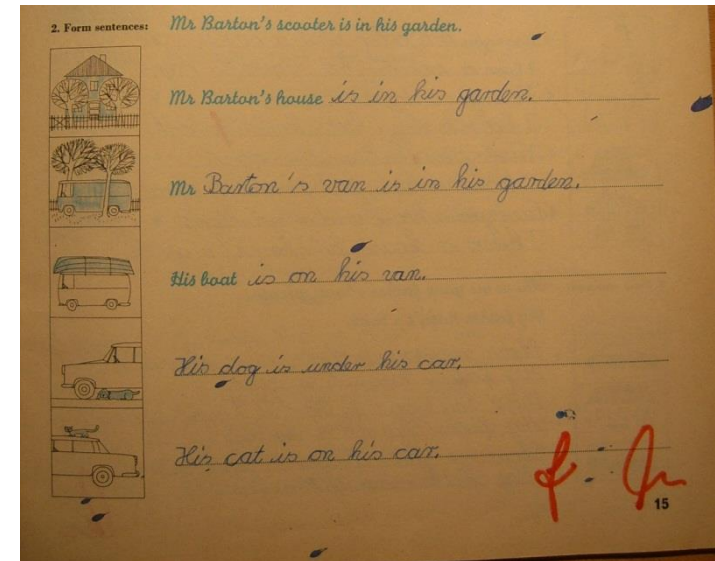 2. Form sentences: Mr Barton's scooter is in his garden.
Mr Barton's house is in his garden.
Mr Barton's van is in his garden.
His boat is on his van.
His dog is under his car.
His cat is on his car.
15